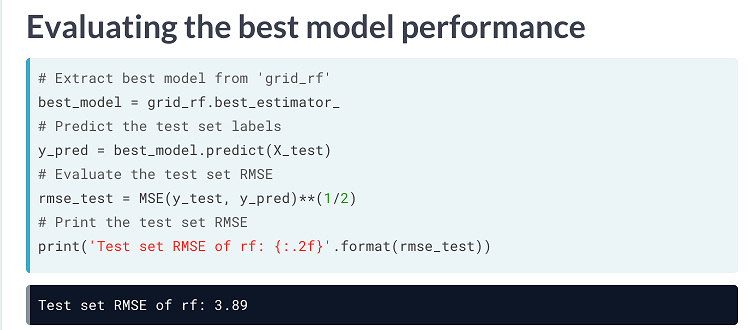 Evaluating the best model performance
# Extract best model from 'grid_rf'
best_model = grid_rf.best_estimator_
# Predict the test set labels
y_pred = best_model.predict(X_test)
# Evaluate the test set RMSE
rmse_test = MSE(y_test, y_pred)**(1/2)
# Print the test set RMSE
print('Test set RMSE of rf: {:.2f}'.format(rmse_test))
Test set RMSE of rf: 3.89